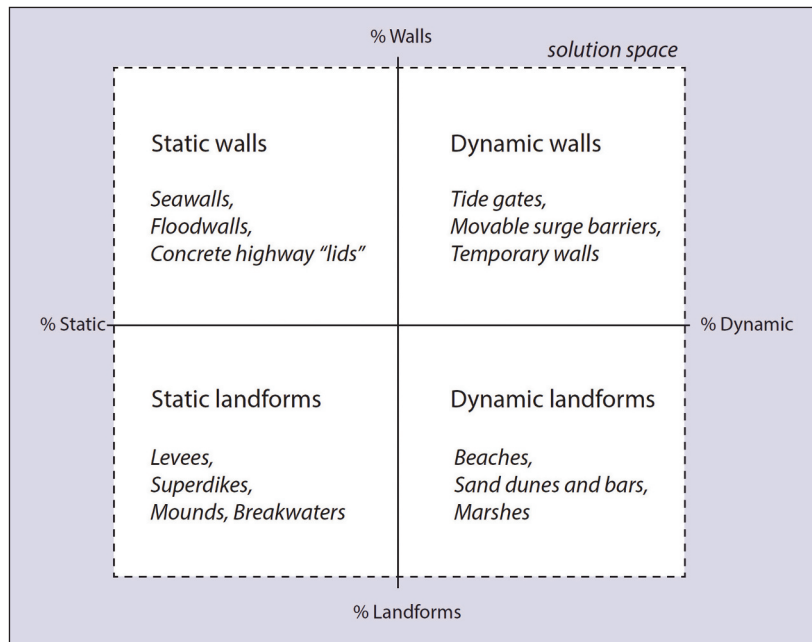 % Walls
solution space
Static walls
Seawalls,
Floodwalls,
Concrete highway “lids”
Dynamic walls
Tide gates,
Movable surge barriers,
Temporary walls
% Static
% Dynamic
Static landforms
Levees,
Superdikes,
Mounds, Breakwaters
Dynamic landforms
Beaches,
Sand dunes and bars,
Marshes
% Landforms